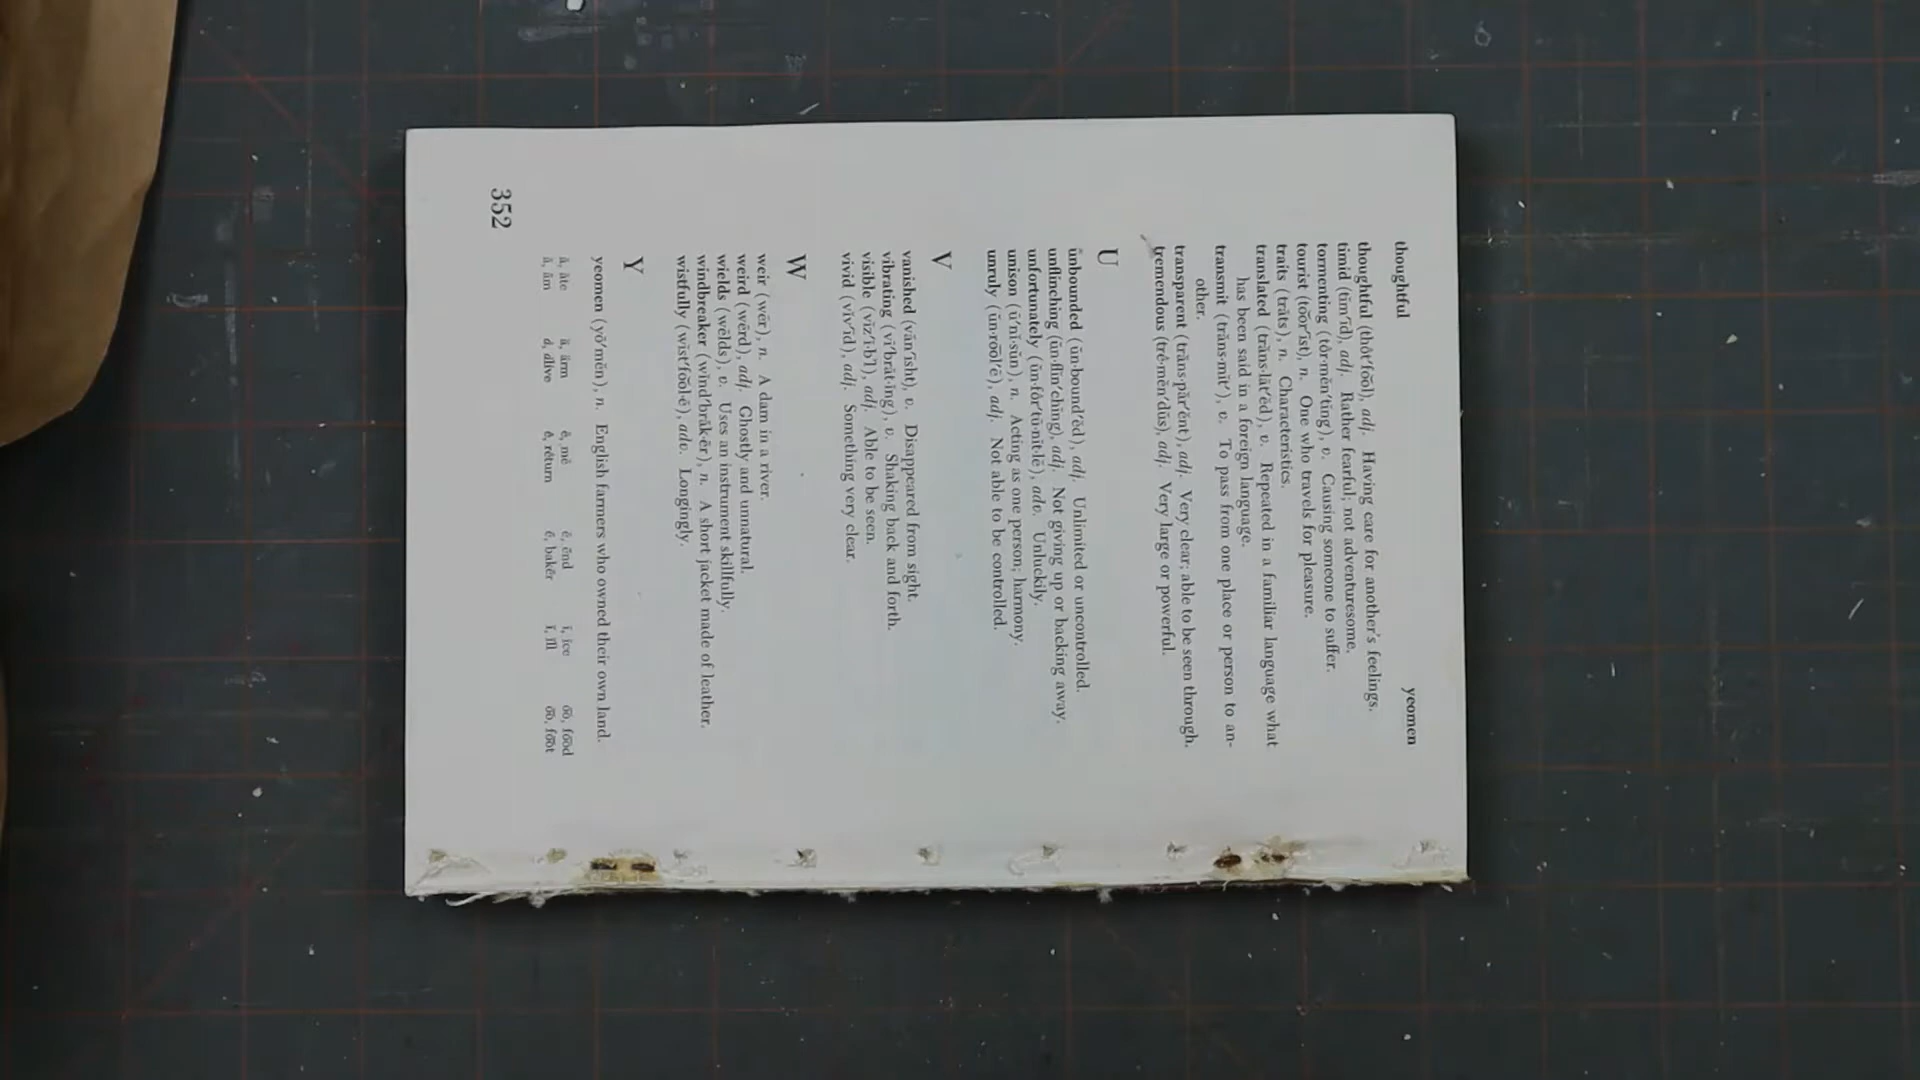 thoughtful yeomen
thoughtful (thôt′fo͝ol), adj. Having care for another's feelings.
timid (tĭm′ĭd), adj. Rather fearful; not adventuresome.
tormenting (tôr·mĕn′tĭng), v. Causing someone to suffer.
tourist (to͝or′ĭst), n. One who travels for pleasure.
traits (trāts), n. Characteristics.
translated (trăns·lāt′ĕd), v. Repeated in a familiar language what
has been said in a foreign language.
transmit (trăns·mĭt′), v. To pass from one place or person to an-
other.
transparent (trăns·pâr′ĕnt), adj. Very clear; able to be seen through.
tremendous (trē·mĕn′dŭs), adj. Very large or powerful.
U
unbounded (ŭn·bound′ĕd), adj. Unlimited or uncontrolled.
unflinching (ŭn·flĭn′chĭng), adj. Not giving up or backing away.
unfortunately (ŭn·fôr′tŭ·nĭt·lē), adv. Unluckily.
unison (ū′nĭ·sŭn), n. Acting as one person; harmony.
unruly (ŭn·ro͞ol′ē), adj. Not able to be controlled.
V
vanished (văn′ĭsht), v. Disappeared from sight.
vibrating (vī′brāt·ĭng), v. Shaking back and forth.
visible (vĭz′ĭ·b'l), adj. Able to be seen.
vivid (vĭv′ĭd), adj. Something very clear.
W
weir (wēr), n. A dam in a river.
weird (wērd), adj. Ghostly and unnatural.
wields (wēlds), v. Uses an instrument skillfully.
windbreaker (wĭnd′brāk·ẽr), n. A short jacket made of leather.
wistfully (wĭst′fo͝ol·ē), adv. Longingly.
Y
yeomen (yō′mĕn), n. English farmers who owned their own land.
ā, āte ä, ärm ē, mē ĕ, ĕnd ī, īce o͞o, fo͞od
ă, ăm ȧ, ȧlive ė, rėturn ẽ, bakẽr ĭ, ĭll o͝o, fo͝ot
352